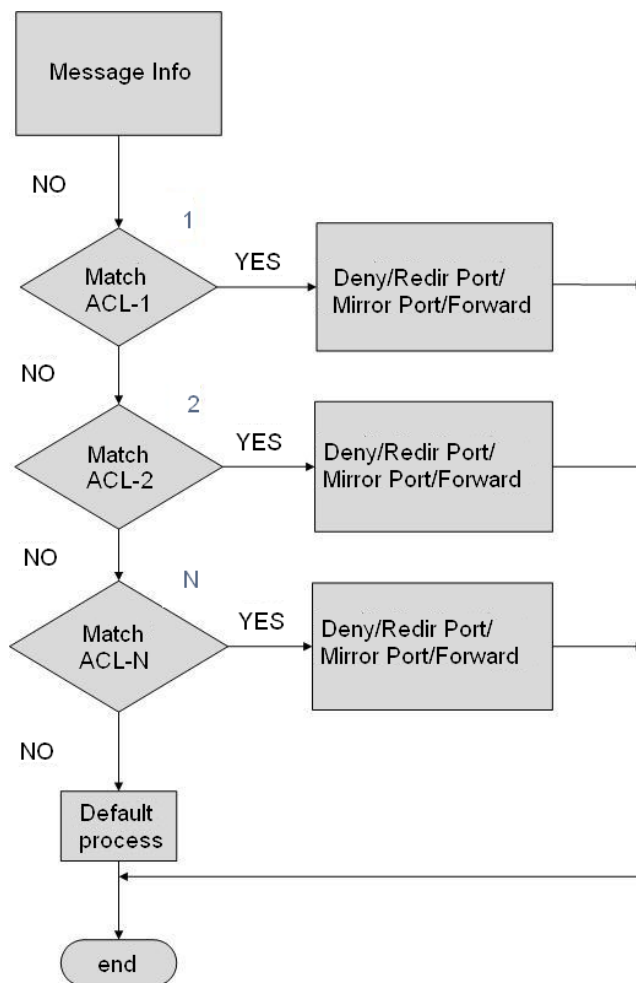 Message Info
NO
1
Match
ACL-1
YES
Deny/Redir Port/
Mirror Port/Forward
NO
2
Match
ACL-2
YES
Deny/Redir Port/
Mirror Port/Forward
NO
N
Match
ACL-N
YES
Deny/Redir Port/
Mirror Port/Forward
NO
Default
process
end